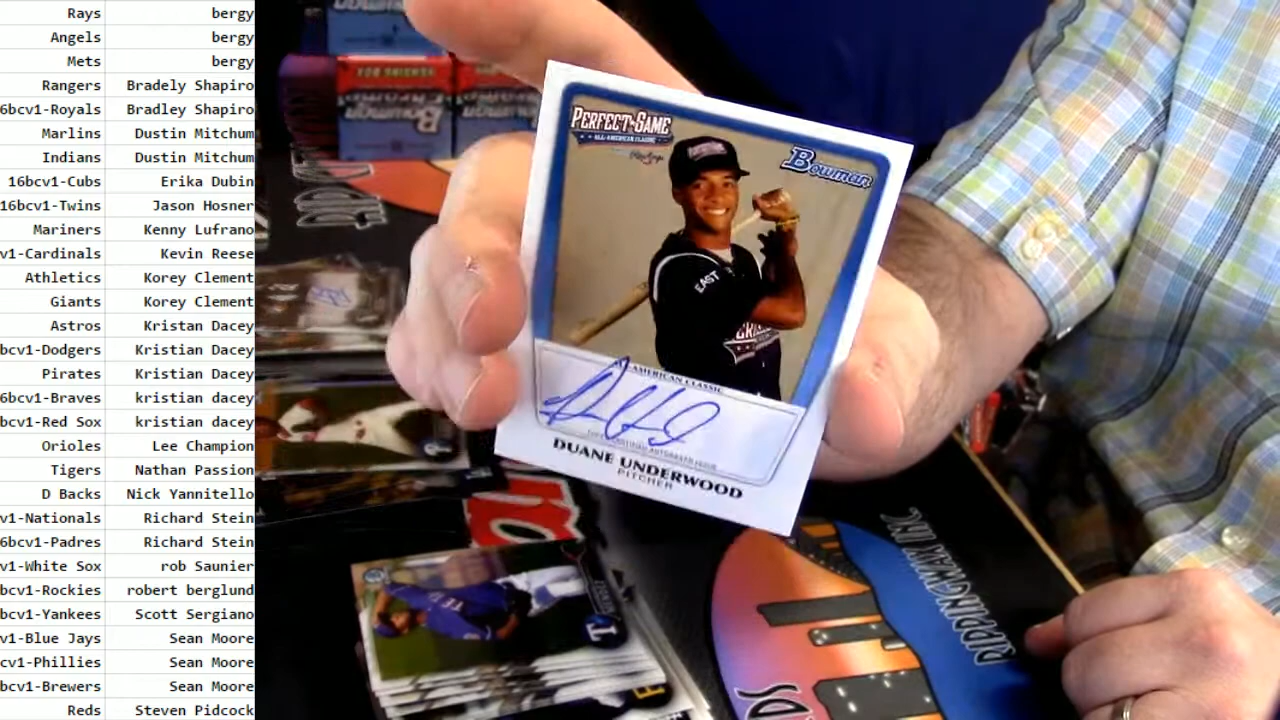 Rays bergy
Angels bergy
Mets bergy
Rangers Bradely Shapiro
6bcv1-Royals Bradley Shapiro
Marlins Dustin Mitchum
Indians Dustin Mitchum
16bcv1-Cubs Erika Dubin
16bcv1-Twins Jason Hosner
Mariners Kenny Lufrano
v1-Cardinals Kevin Reese
Athletics Korey Clement
Giants Korey Clement
Astros Kristan Dacey
bcv1-Dodgers Kristian Dacey
Pirates Kristian Dacey
6bcv1-Braves kristian dacey
bcv1-Red Sox kristian dacey
Orioles Lee Champion
Tigers Nathan Passion
D Backs Nick Yannitello
v1-Nationals Richard Stein
6bcv1-Padres Richard Stein
v1-White Sox rob Saunier
bcv1-Rockies robert berglund
bcv1-Yankees Scott Sergiano
v1-Blue Jays Sean Moore
cv1-Phillies Sean Moore
bcv1-Brewers Sean Moore
Reds Steven Pidcock
PERFECT GAME
ALL-AMERICAN CLASSIC
Bowman
EAST
AMERICAN CLASSIC
DUANE UNDERWOOD
PITCHER
Bowman
RIPPINGWAX INC